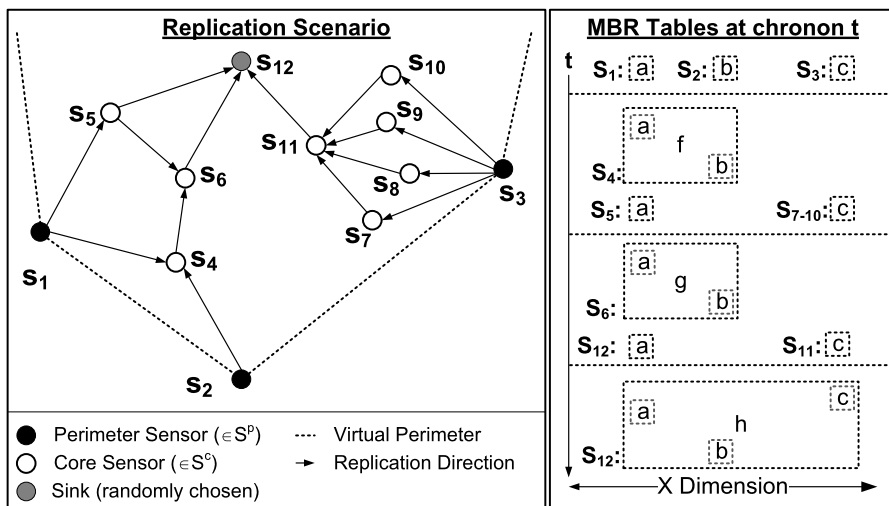 Replication Scenario
s12
s10
s5
s9
s11
s6
s8
s3
s7
s4
s1
s2
Perimeter Sensor (∈Sᵖ)
Virtual Perimeter
Core Sensor (∈Sᶜ)
Replication Direction
Sink (randomly chosen)
MBR Tables at chronon t
t
S1: a
S2: b
S3: c
a
f
S4: b
S5: a
S7-10: c
a
g
S6: b
S12: a
S11: c
c
a
h
S12: b
X Dimension